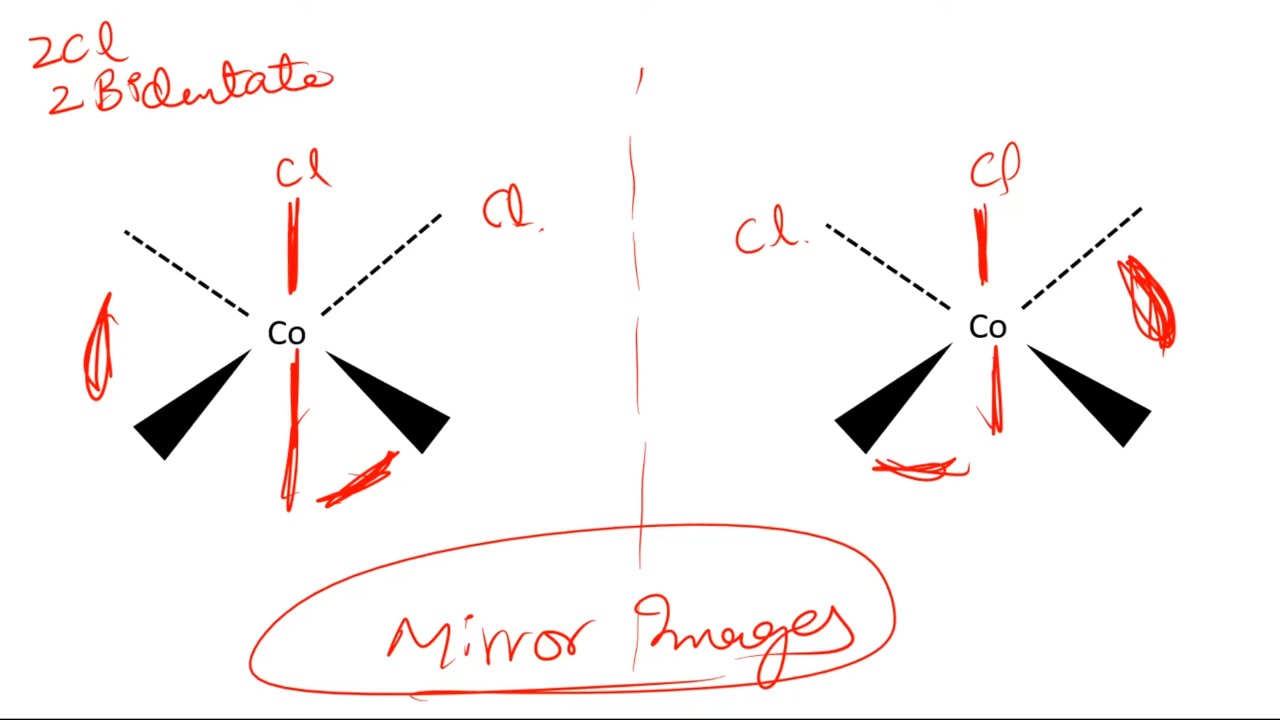 2Cl
2 Bidentate
Cl
Cl.
Co
Cl
Cl.
Co
Mirror Images